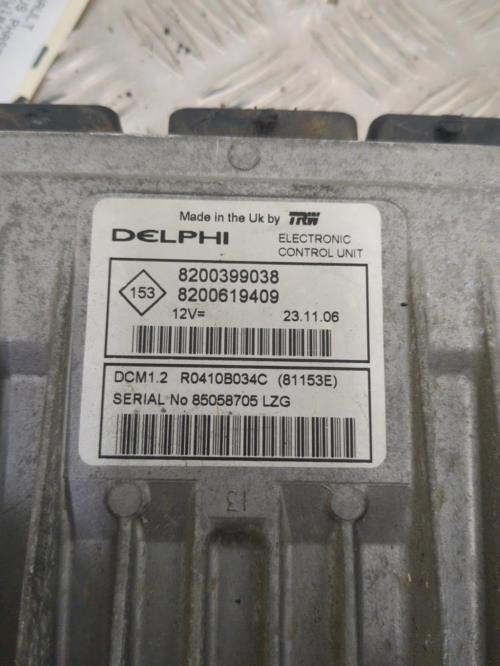 Made in the Uk by TRW
DELPHI
ELECTRONIC
CONTROL UNIT
153
8200399038
8200619409
12V= 23.11.06
DCM1.2 R0410B034C (81153E)
SERIAL No 85058705 LZG
13